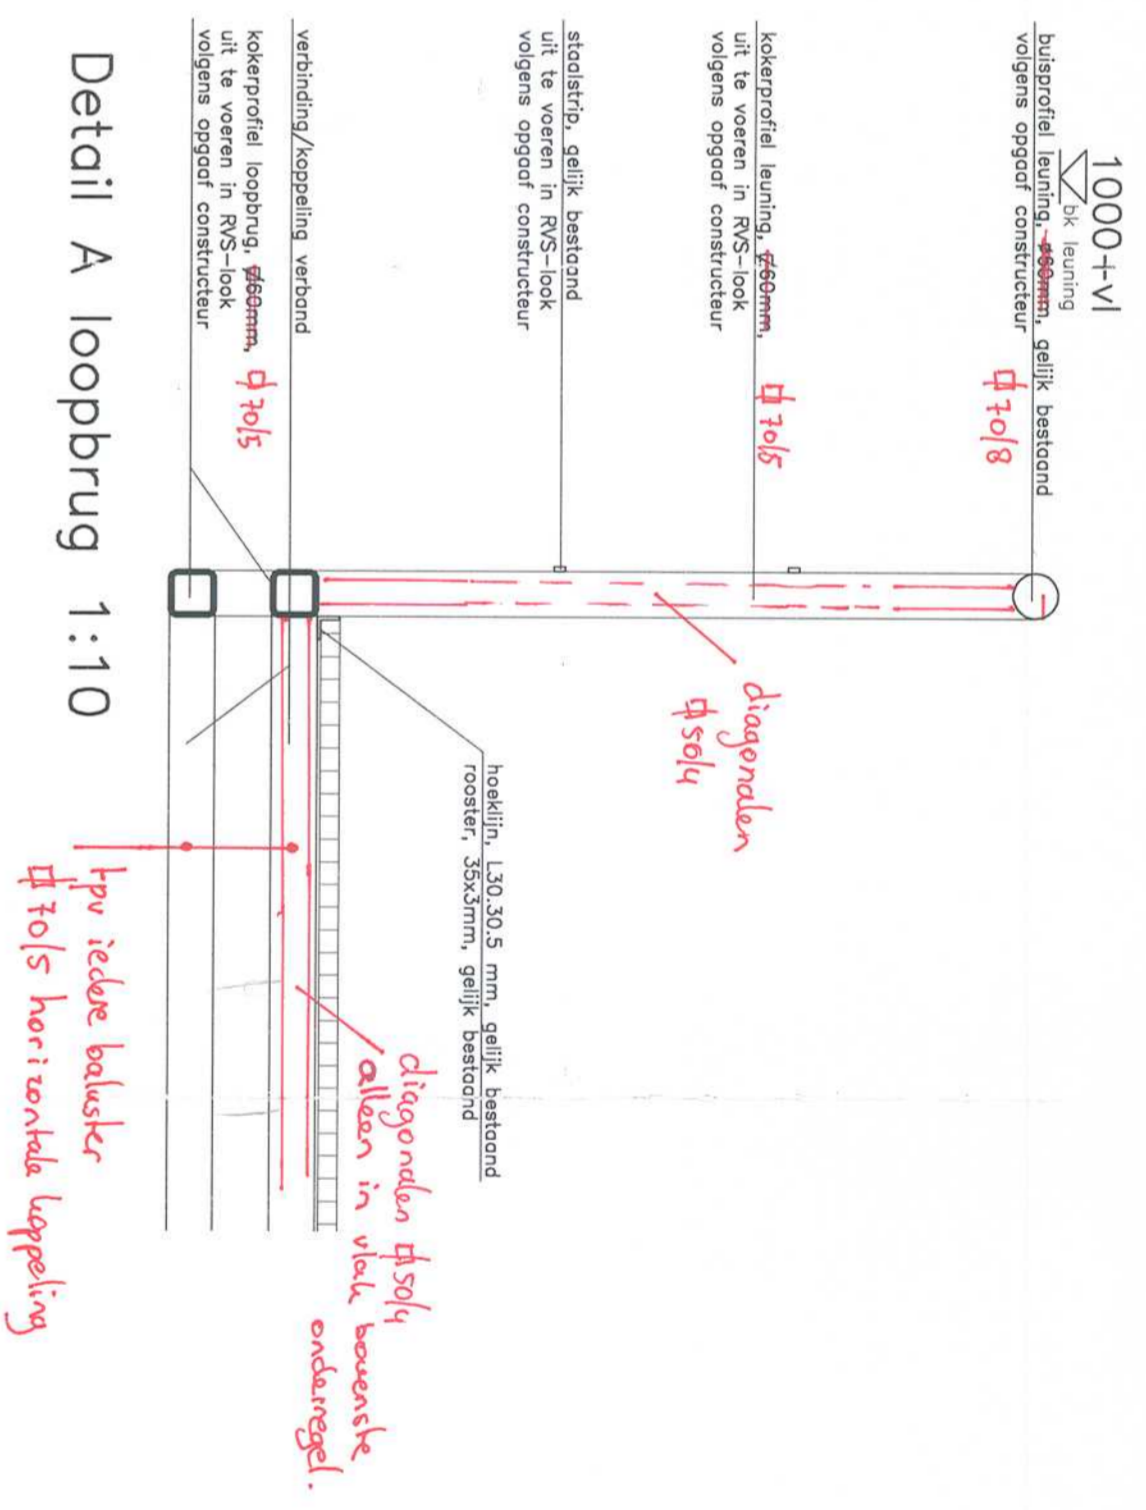 1000+vl
bk leuning
buisprofiel leuning, ø60mm, gelijk bestaand
volgens opgaaf constructeur
⌷ 70/8
kokerprofiel leuning, ⌷60mm,
uit te voeren in RVS-look
volgens opgaaf constructeur
⌷ 70/5
diagonalen
⌷ 50/4
staalstrip, gelijk bestaand
uit te voeren in RVS-look
volgens opgaaf constructeur
hoeklijn, L30.30.5 mm, gelijk bestaand
rooster, 35x3mm, gelijk bestaand
verbinding/koppeling verband
kokerprofiel loopbrug, ⌷60mm,
uit te voeren in RVS-look
volgens opgaaf constructeur
⌷ 70/5
diagonalen ⌷ 50/4
alleen in vlak bovenste
onderregel.
tpv iedere baluster
⌷ 70/5 horizontale koppeling
Detail A loopbrug 1:10